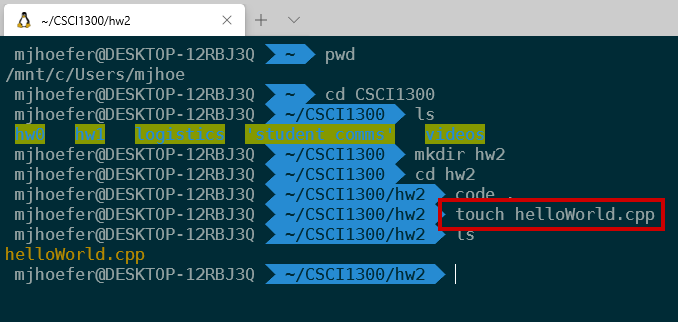 ~/CSCI1300/hw2
mjhoefer@DESKTOP-12RBJ3Q ~ pwd
/mnt/c/Users/mjhoe
mjhoefer@DESKTOP-12RBJ3Q ~ cd CSCI1300
mjhoefer@DESKTOP-12RBJ3Q ~/CSCI1300 ls
hw0 hw1 logistics 'student comms' videos
mjhoefer@DESKTOP-12RBJ3Q ~/CSCI1300 mkdir hw2
mjhoefer@DESKTOP-12RBJ3Q ~/CSCI1300 cd hw2
mjhoefer@DESKTOP-12RBJ3Q ~/CSCI1300/hw2 code .
mjhoefer@DESKTOP-12RBJ3Q ~/CSCI1300/hw2 touch helloWorld.cpp
mjhoefer@DESKTOP-12RBJ3Q ~/CSCI1300/hw2 ls
helloWorld.cpp
mjhoefer@DESKTOP-12RBJ3Q ~/CSCI1300/hw2